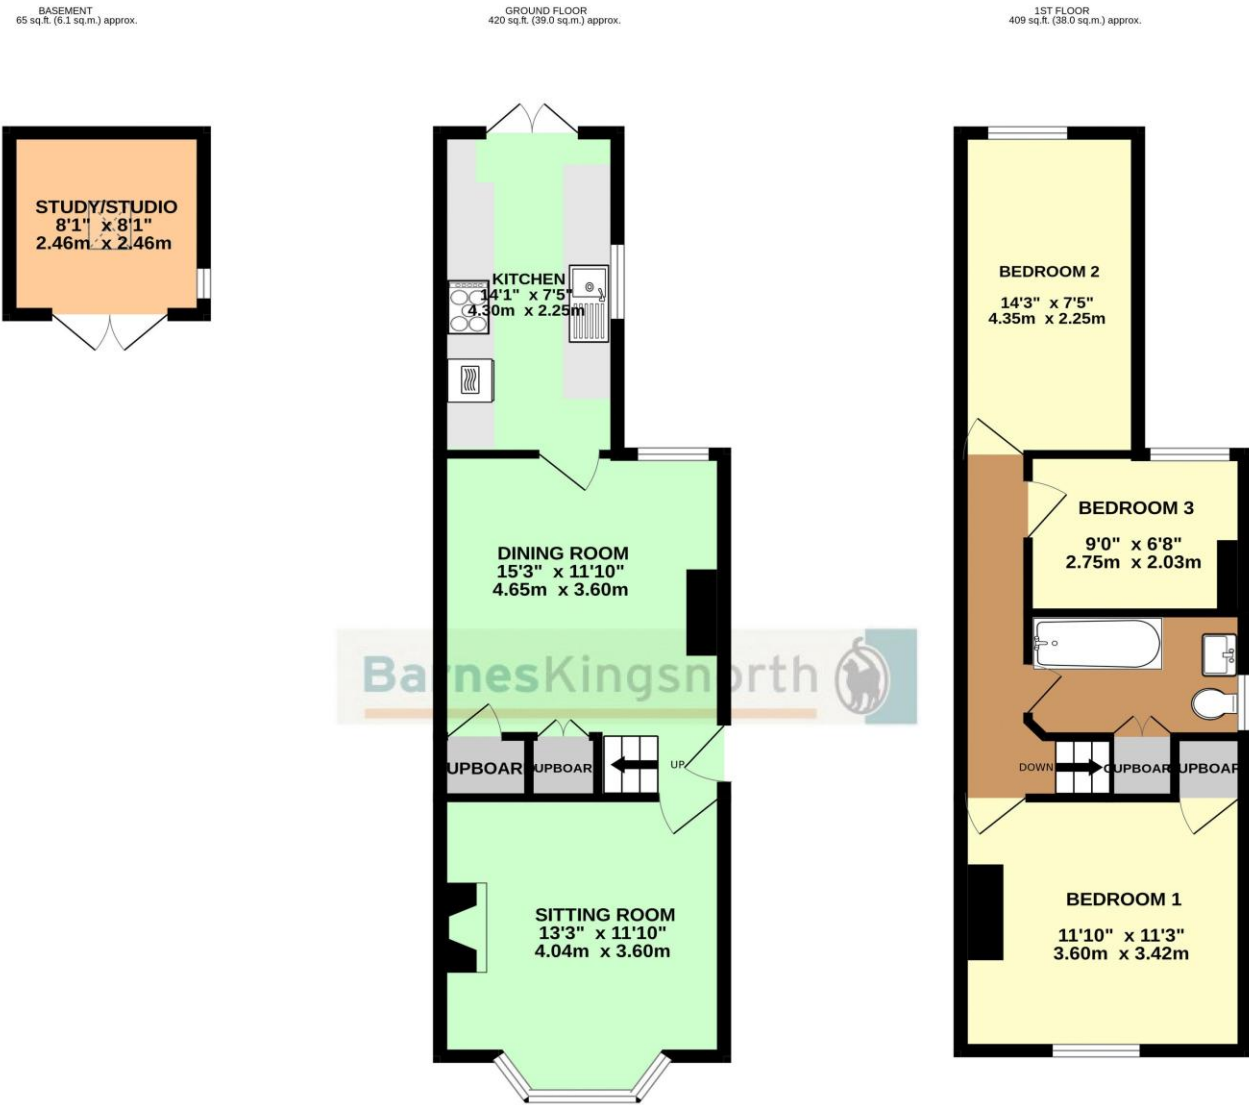 BASEMENT
65 sq.ft. (6.1 sq.m.) approx.
GROUND FLOOR
420 sq.ft. (39.0 sq.m.) approx.
1ST FLOOR
409 sq.ft. (38.0 sq.m.) approx.
STUDY/STUDIO
8'1" x 8'1"
2.46m x 2.46m
KITCHEN
14'1" x 7'5"
4.30m x 2.25m
DINING ROOM
15'3" x 11'10"
4.65m x 3.60m
BarnesKingsnorth
UPBOAR
UPBOAR
UP
SITTING ROOM
13'3" x 11'10"
4.04m x 3.60m
BEDROOM 2
14'3" x 7'5"
4.35m x 2.25m
BEDROOM 3
9'0" x 6'8"
2.75m x 2.03m
DOWN
CUPBOAR
UPBOAR
BEDROOM 1
11'10" x 11'3"
3.60m x 3.42m